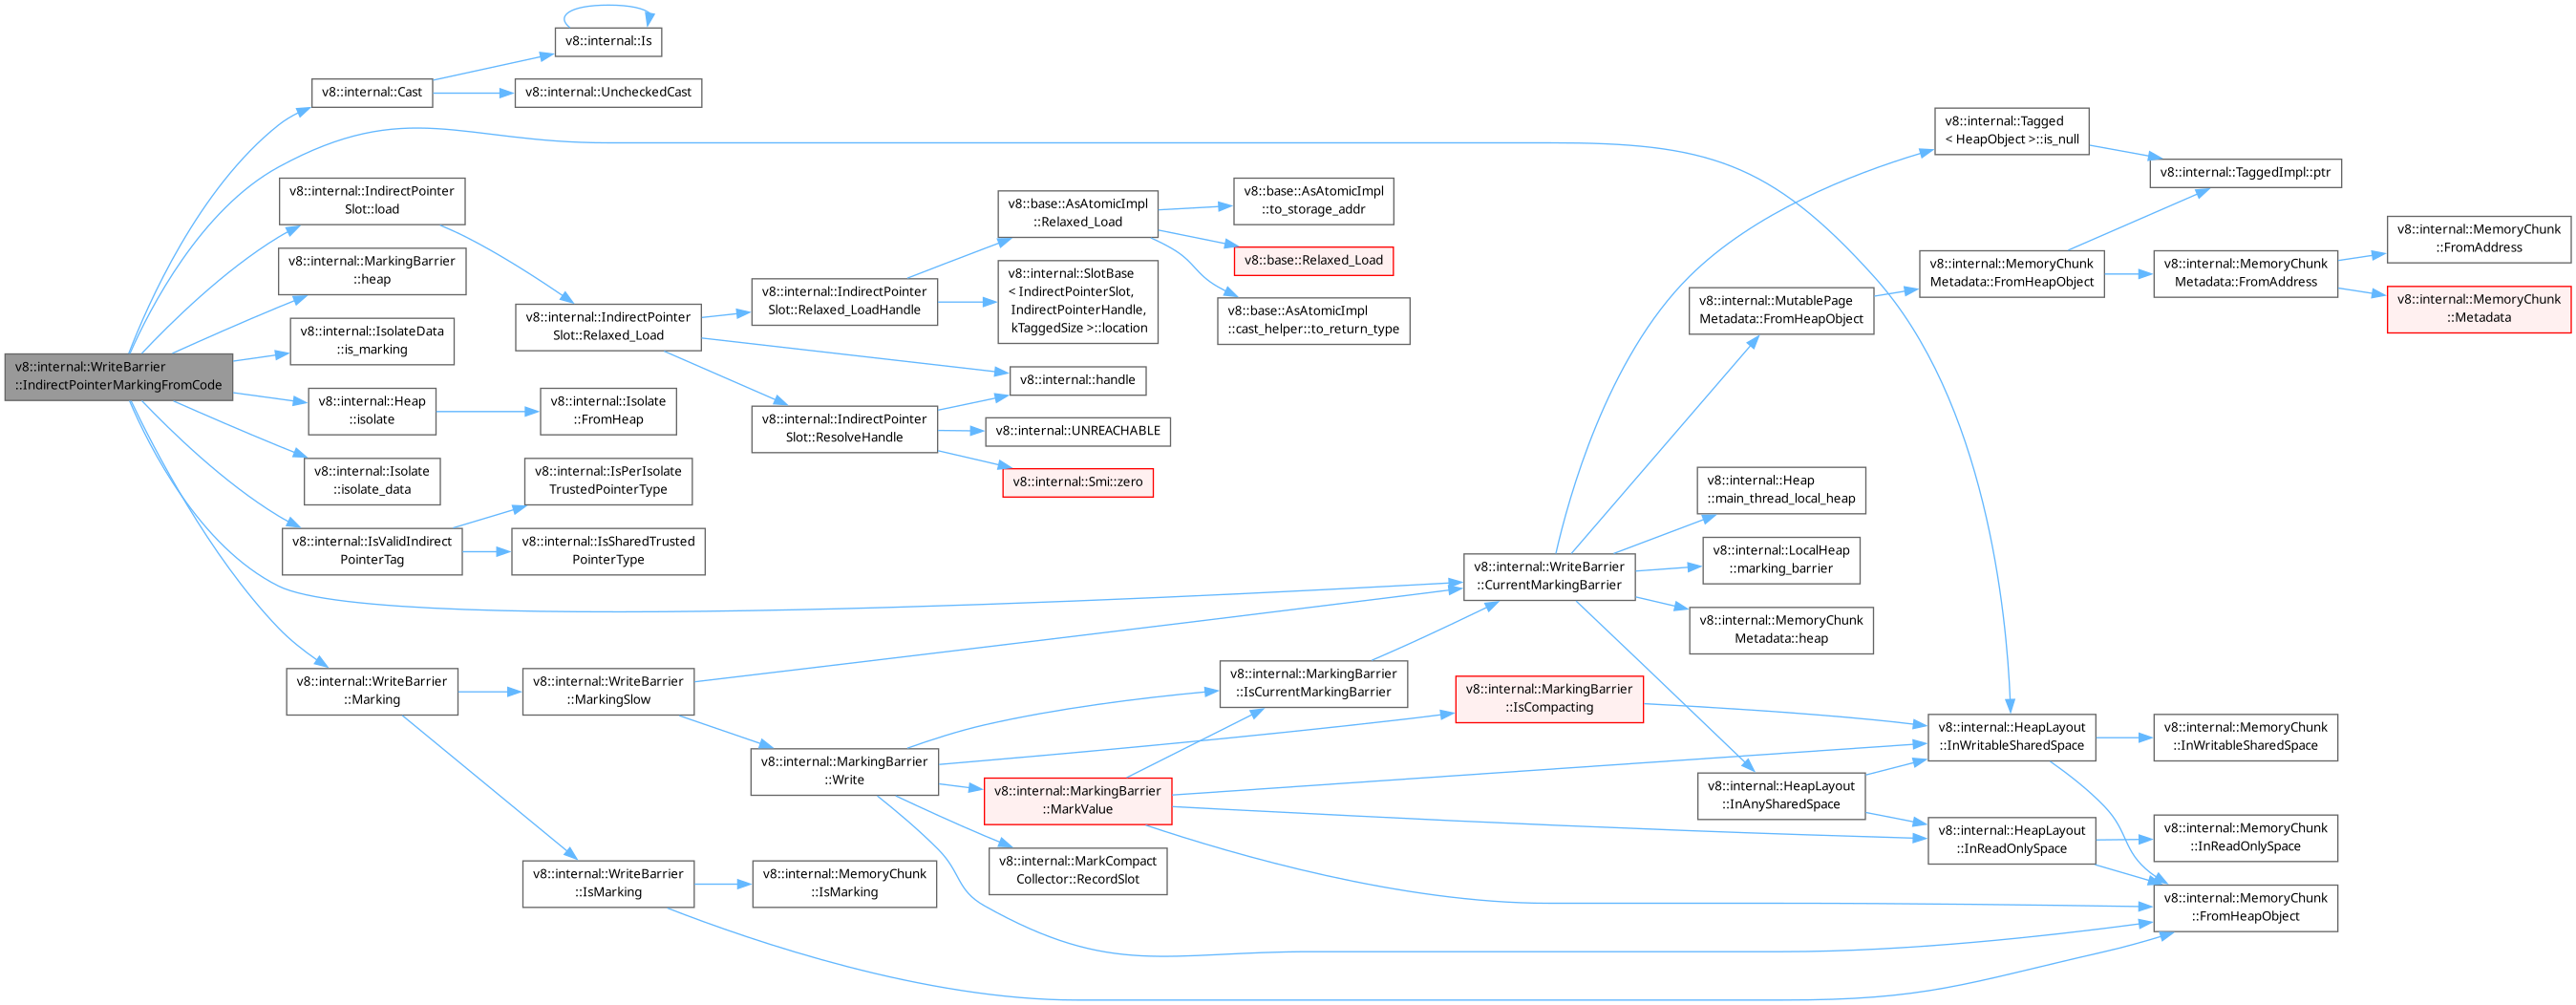 v8::internal::WriteBarrier
::IndirectPointerMarkingFromCode
v8::internal::Cast
v8::internal::Is
v8::internal::UncheckedCast
v8::internal::IndirectPointer
Slot::load
v8::internal::MarkingBarrier
::heap
v8::internal::IsolateData
::is_marking
v8::internal::Heap
::isolate
v8::internal::Isolate
::FromHeap
v8::internal::Isolate
::isolate_data
v8::internal::IsValidIndirect
PointerTag
v8::internal::IsPerIsolate
TrustedPointerType
v8::internal::IsSharedTrusted
PointerType
v8::internal::WriteBarrier
::Marking
v8::internal::WriteBarrier
::MarkingSlow
v8::internal::WriteBarrier
::IsMarking
v8::internal::MemoryChunk
::IsMarking
v8::internal::IndirectPointer
Slot::Relaxed_Load
v8::internal::IndirectPointer
Slot::Relaxed_LoadHandle
v8::internal::IndirectPointer
Slot::ResolveHandle
v8::base::AsAtomicImpl
::Relaxed_Load
v8::internal::SlotBase
< IndirectPointerSlot,
IndirectPointerHandle,
kTaggedSize >::location
v8::internal::handle
v8::internal::UNREACHABLE
v8::internal::Smi::zero
v8::base::AsAtomicImpl
::to_storage_addr
v8::base::Relaxed_Load
v8::base::AsAtomicImpl
::cast_helper::to_return_type
v8::internal::MarkingBarrier
::Write
v8::internal::MarkingBarrier
::MarkValue
v8::internal::MarkCompact
Collector::RecordSlot
v8::internal::MarkingBarrier
::IsCurrentMarkingBarrier
v8::internal::MarkingBarrier
::IsCompacting
v8::internal::WriteBarrier
::CurrentMarkingBarrier
v8::internal::MutablePage
Metadata::FromHeapObject
v8::internal::Heap
::main_thread_local_heap
v8::internal::LocalHeap
::marking_barrier
v8::internal::MemoryChunk
Metadata::heap
v8::internal::HeapLayout
::InAnySharedSpace
v8::internal::Tagged
< HeapObject >::is_null
v8::internal::TaggedImpl::ptr
v8::internal::MemoryChunk
Metadata::FromHeapObject
v8::internal::MemoryChunk
Metadata::FromAddress
v8::internal::MemoryChunk
::FromAddress
v8::internal::MemoryChunk
::Metadata
v8::internal::HeapLayout
::InWritableSharedSpace
v8::internal::MemoryChunk
::InWritableSharedSpace
v8::internal::HeapLayout
::InReadOnlySpace
v8::internal::MemoryChunk
::InReadOnlySpace
v8::internal::MemoryChunk
::FromHeapObject